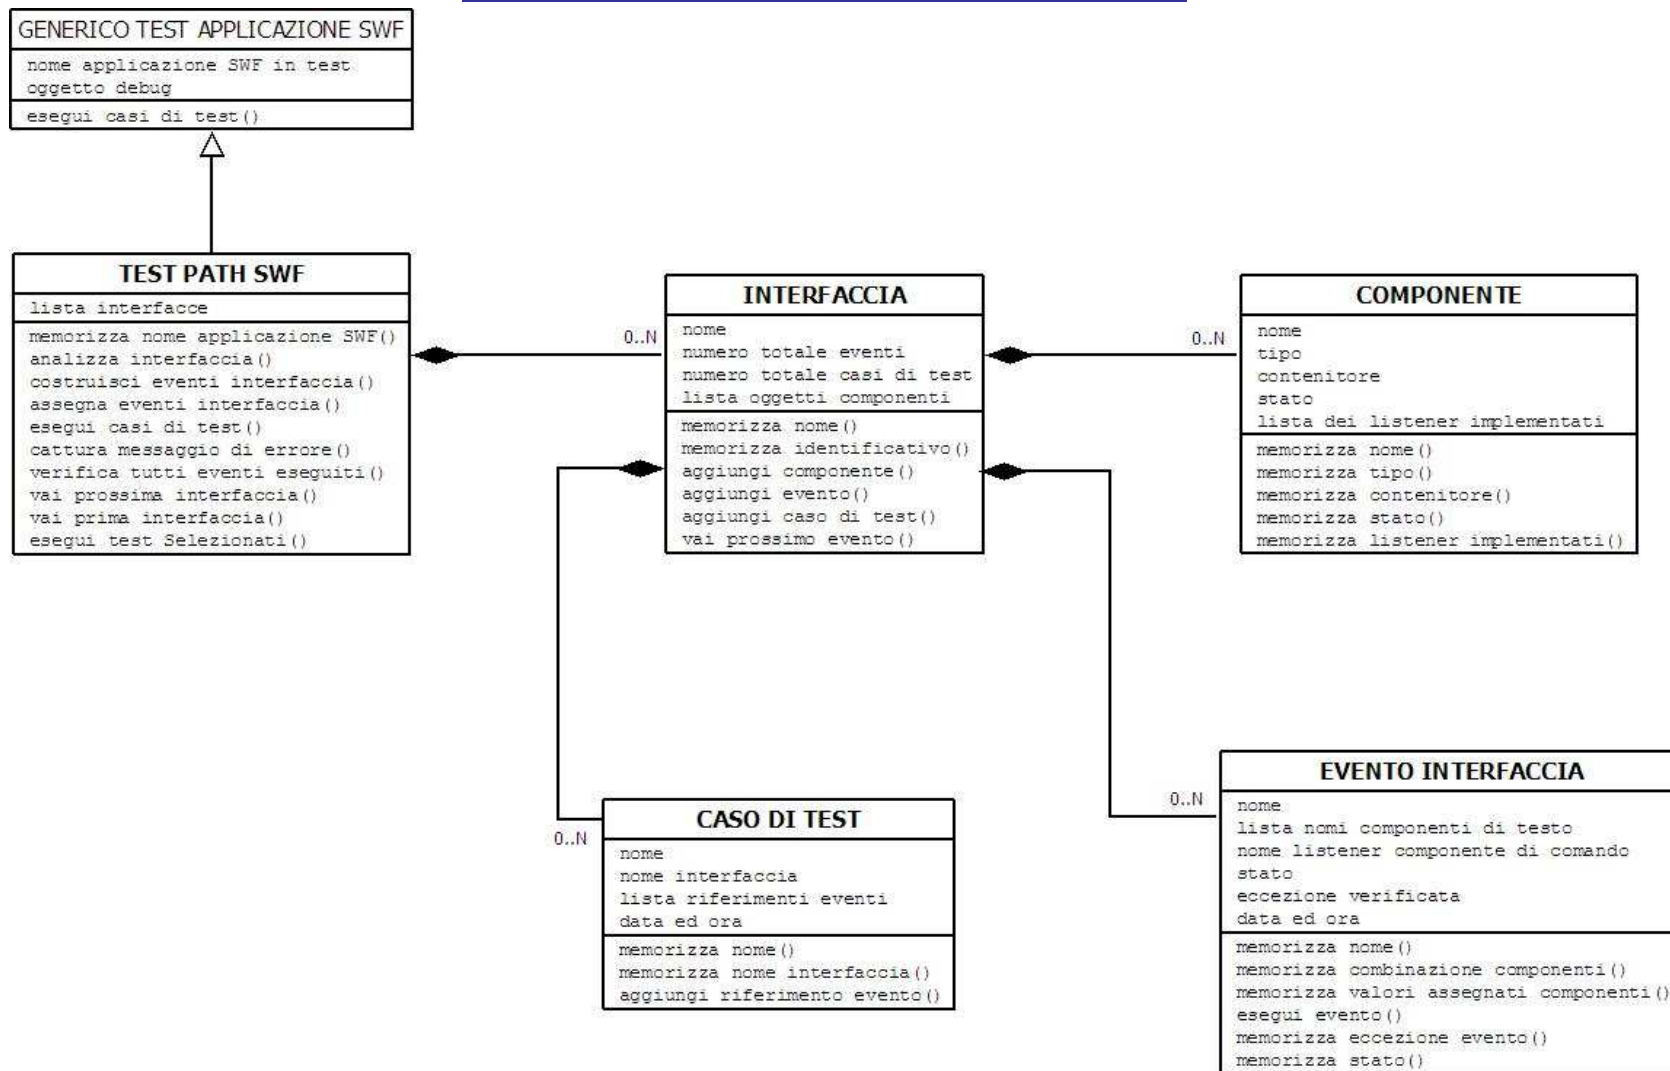 GENERICO TEST APPLICAZIONE SWF
nome applicazione SWF in test
oggetto debug
esegui casi di test()
TEST PATH SWF
lista interfacce
memorizza nome applicazione SWF()
analizza interfaccia()
costruisci eventi interfaccia()
assegna eventi interfaccia()
esegui casi di test()
cattura messaggio di errore()
verifica tutti eventi eseguiti()
vai prossima interfaccia()
vai prima interfaccia()
esegui test Selezionati()
0..N
INTERFACCIA
nome
numero totale eventi
numero totale casi di test
lista oggetti componenti
memorizza nome()
memorizza identificativo()
aggiungi componente()
aggiungi evento()
aggiungi caso di test()
vai prossimo evento()
0..N
COMPONENTE
nome
tipo
contenitore
stato
lista dei listener implementati
memorizza nome()
memorizza tipo()
memorizza contenitore()
memorizza stato()
memorizza listener implementati()
0..N
CASO DI TEST
nome
nome interfaccia
lista riferimenti eventi
data ed ora
memorizza nome()
memorizza nome interfaccia()
aggiungi riferimento evento()
0..N
EVENTO INTERFACCIA
nome
lista nomi componenti di testo
nome listener componente di comando
stato
eccezione verificata
data ed ora
memorizza nome()
memorizza combinazione componenti()
memorizza valori assegnati componenti()
esegui evento()
memorizza eccezione evento()
memorizza stato()